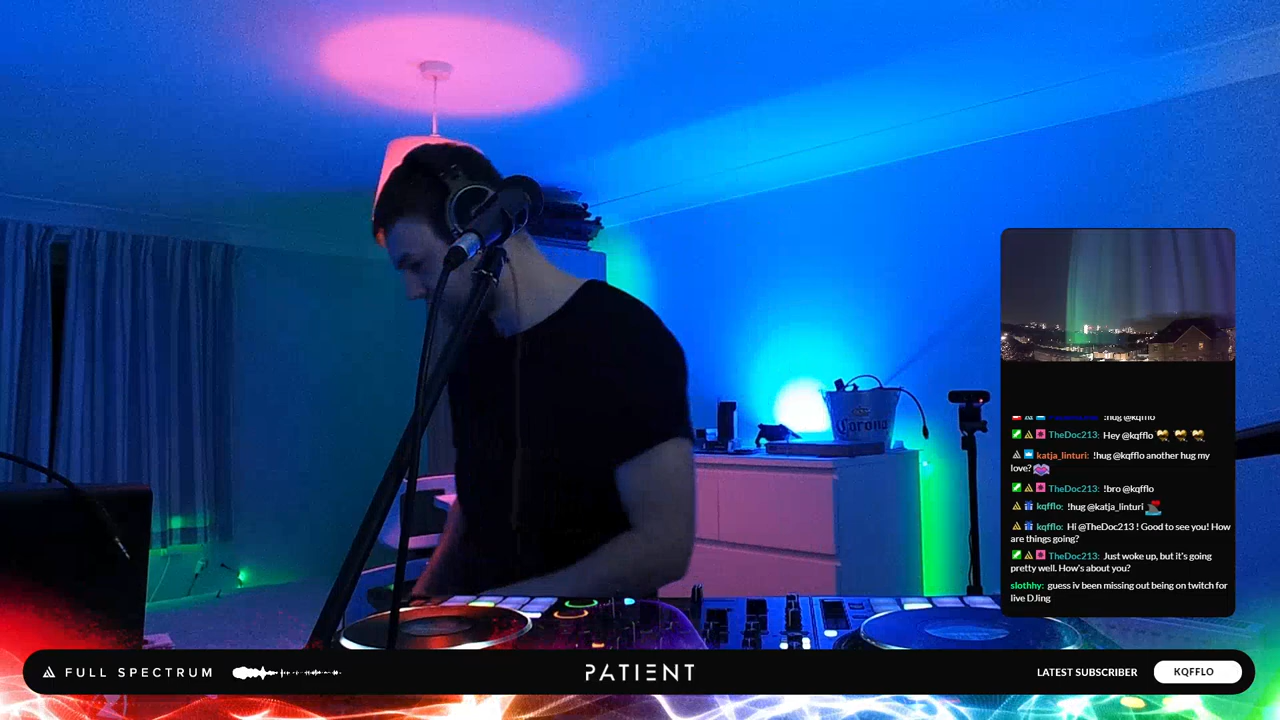 Corona
!hug @kqfflo
TheDoc213: Hey @kqfflo
katja_linturi: !hug @kqfflo another hug my
love?
TheDoc213: !bro @kqfflo
kqfflo: !hug @katja_linturi
kqfflo: Hi @TheDoc213 ! Good to see you! How
are things going?
TheDoc213: Just woke up, but it's going
pretty well. How's about you?
slothhy: guess iv been missing out being on twitch for
live DJing
FULL SPECTRUM
PATIENT
LATEST SUBSCRIBER
KQFFLO